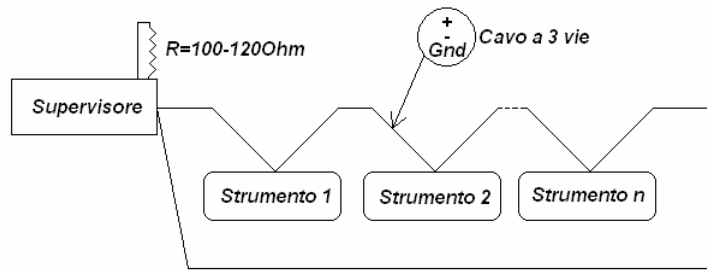 R=100-120Ohm
+
-
Gnd
Cavo a 3 vie
Supervisore
Strumento 1
Strumento 2
Strumento n